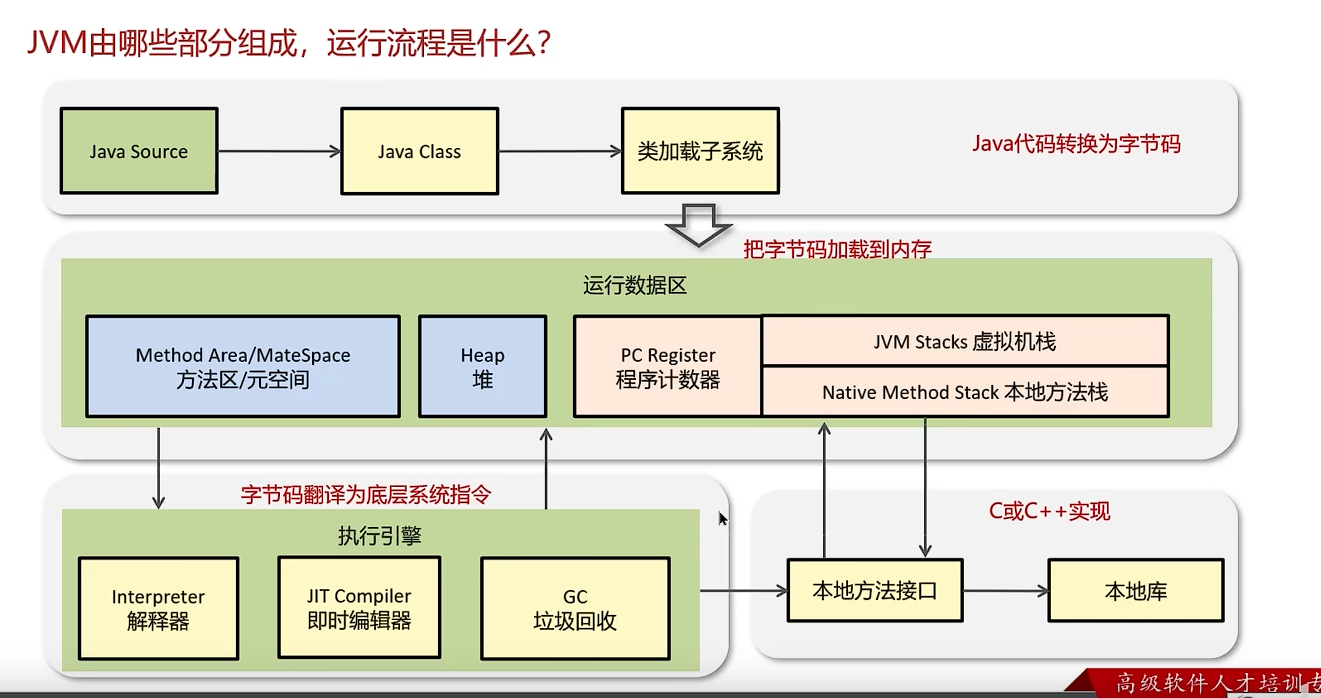 JVM由哪些部分组成，运行流程是什么？
Java Source
Java Class
类加载子系统
Java代码转换为字节码
把字节码加载到内存
运行数据区
Method Area/MateSpace
方法区/元空间
Heap
堆
PC Register
程序计数器
JVM Stacks 虚拟机栈
Native Method Stack 本地方法栈
字节码翻译为底层系统指令
执行引擎
Interpreter
解释器
JIT Compiler
即时编辑器
GC
垃圾回收
C或C++实现
本地方法接口
本地库
高级软件人才培训专